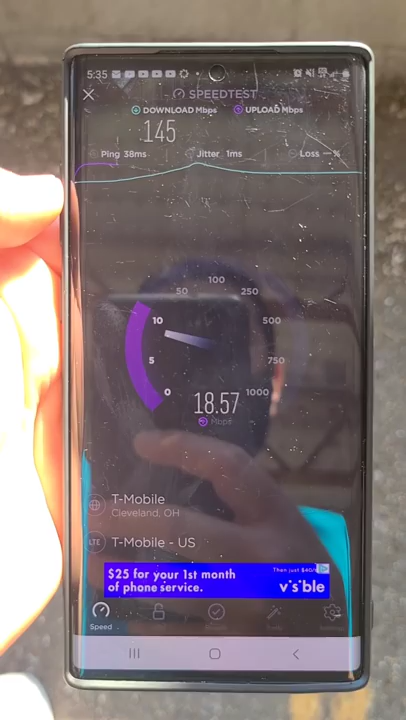 5:35
SPEEDTEST
DOWNLOAD Mbps UPLOAD Mbps
145
Ping 38ms Jitter 1ms Loss —%
0
5
10
50
100
250
500
750
1000
18.57
Mbps
T-Mobile
Cleveland, OH
LTE T-Mobile - US
$25 for your 1st month
of phone service.
Then just $40/
visible
Speed